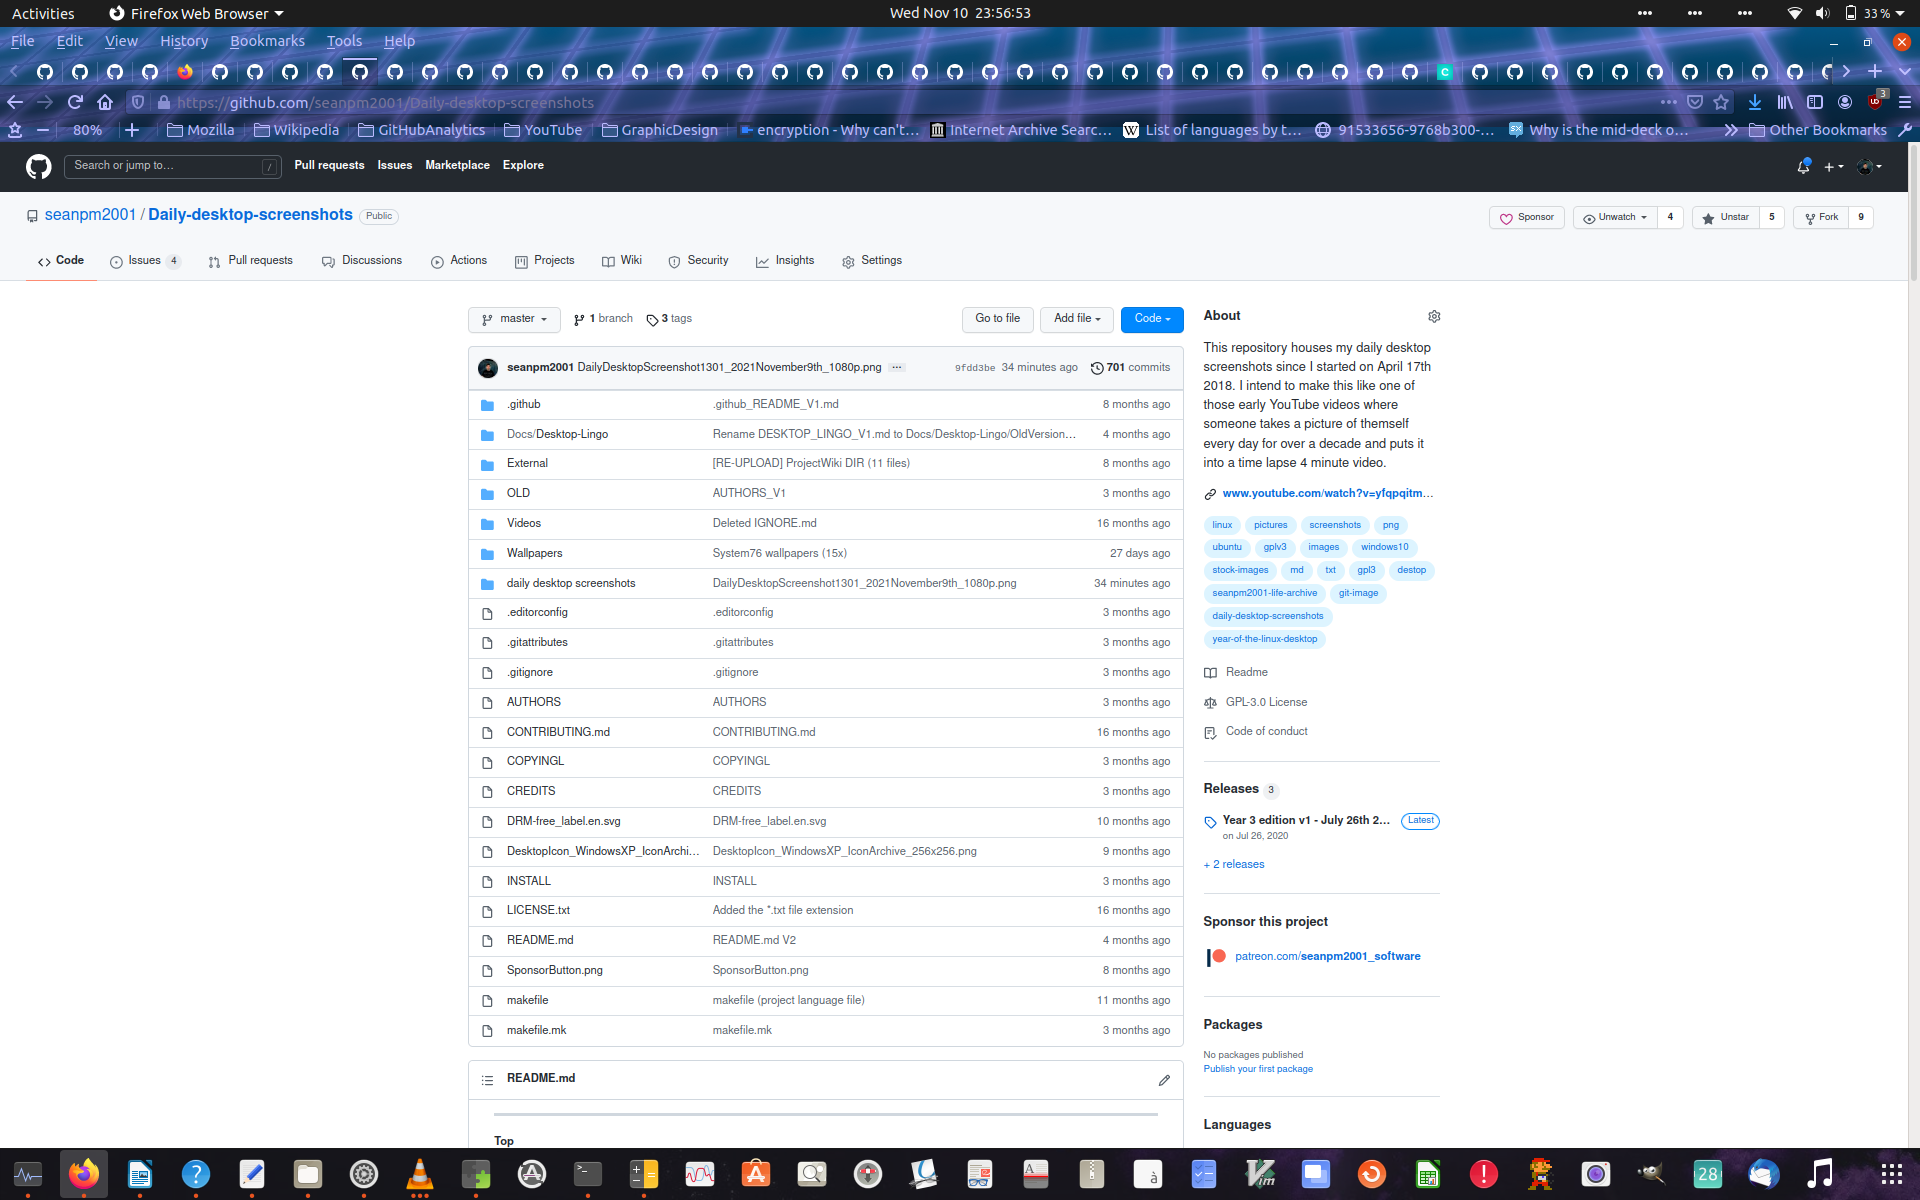 Activities Firefox Web Browser Wed Nov 10 23:56:53 33 %
File Edit View History Bookmarks Tools Help
https://github.com/seanpm2001/Daily-desktop-screenshots 3
80% Mozilla Wikipedia GitHubAnalytics YouTube GraphicDesign encryption - Why can't… Internet Archive Searc… List of languages by t… 91533656-9768b300-… Why is the mid-deck o… Other Bookmarks
Search or jump to… / Pull requests Issues Marketplace Explore
seanpm2001 / Daily-desktop-screenshots Public
Sponsor Unwatch 4 Unstar 5 Fork 9
Code Issues 4 Pull requests Discussions Actions Projects Wiki Security Insights Settings
master 1 branch 3 tags Go to file Add file Code
seanpm2001 DailyDesktopScreenshot1301_2021November9th_1080p.png ... 9fdd3be 34 minutes ago 701 commits
.github .github_README_V1.md 8 months ago
Docs/Desktop-Lingo Rename DESKTOP_LINGO_V1.md to Docs/Desktop-Lingo/OldVersion… 4 months ago
External [RE-UPLOAD] ProjectWiki DIR (11 files) 8 months ago
OLD AUTHORS_V1 3 months ago
Videos Deleted IGNORE.md 16 months ago
Wallpapers System76 wallpapers (15x) 27 days ago
daily desktop screenshots DailyDesktopScreenshot1301_2021November9th_1080p.png 34 minutes ago
.editorconfig .editorconfig 3 months ago
.gitattributes .gitattributes 3 months ago
.gitignore .gitignore 3 months ago
AUTHORS AUTHORS 3 months ago
CONTRIBUTING.md CONTRIBUTING.md 16 months ago
COPYINGL COPYINGL 3 months ago
CREDITS CREDITS 3 months ago
DRM-free_label.en.svg DRM-free_label.en.svg 10 months ago
DesktopIcon_WindowsXP_IconArchi… DesktopIcon_WindowsXP_IconArchive_256x256.png 9 months ago
INSTALL INSTALL 3 months ago
LICENSE.txt Added the *.txt file extension 16 months ago
README.md README.md V2 4 months ago
SponsorButton.png SponsorButton.png 8 months ago
makefile makefile (project language file) 11 months ago
makefile.mk makefile.mk 3 months ago
README.md
Top
About
This repository houses my daily desktop
screenshots since I started on April 17th
2018. I intend to make this like one of
those early YouTube videos where
someone takes a picture of themself
every day for over a decade and puts it
into a time lapse 4 minute video.
www.youtube.com/watch?v=yfqpqitm…
linux pictures screenshots png
ubuntu gplv3 images windows10
stock-images md txt gpl3 destop
seanpm2001-life-archive git-image
daily-desktop-screenshots
year-of-the-linux-desktop
Readme
GPL-3.0 License
Code of conduct
Releases 3
Year 3 edition v1 - July 26th 2… Latest
on Jul 26, 2020
+ 2 releases
Sponsor this project
patreon.com/seanpm2001_software
Packages
No packages published
Publish your first package
Languages
28